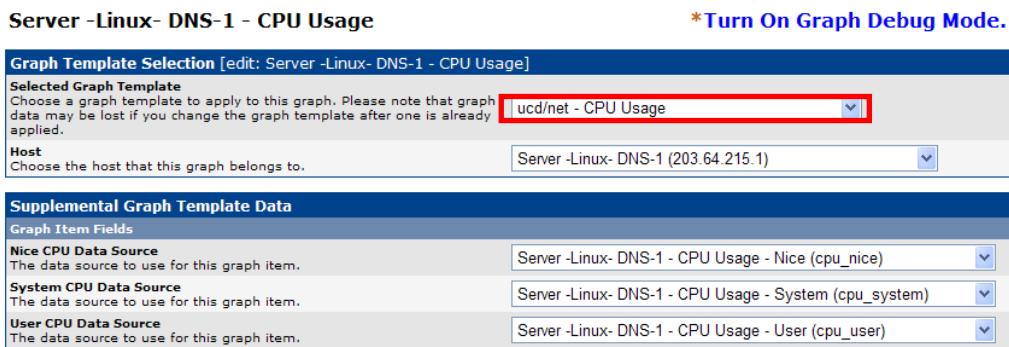 Server -Linux- DNS-1 - CPU Usage
*Turn On Graph Debug Mode.
Graph Template Selection [edit: Server -Linux- DNS-1 - CPU Usage]
Selected Graph Template
Choose a graph template to apply to this graph. Please note that graph
data may be lost if you change the graph template after one is already
applied.
ucd/net - CPU Usage
Host
Choose the host that this graph belongs to.
Server -Linux- DNS-1 (203.64.215.1)
Supplemental Graph Template Data
Graph Item Fields
Nice CPU Data Source
The data source to use for this graph item.
Server -Linux- DNS-1 - CPU Usage - Nice (cpu_nice)
System CPU Data Source
The data source to use for this graph item.
Server -Linux- DNS-1 - CPU Usage - System (cpu_system)
User CPU Data Source
The data source to use for this graph item.
Server -Linux- DNS-1 - CPU Usage - User (cpu_user)